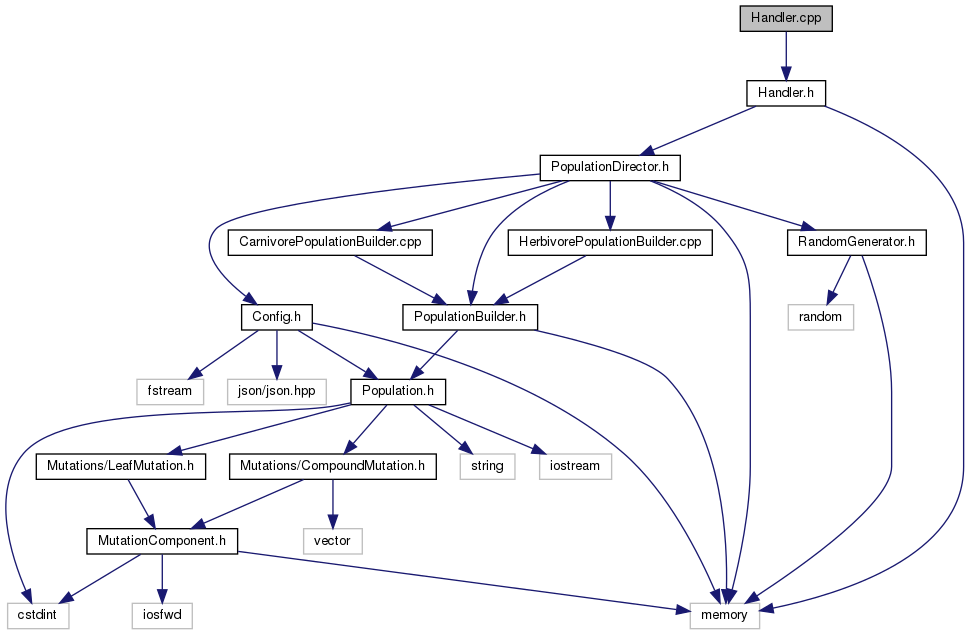 Handler.cpp
Handler.h
PopulationDirector.h
CarnivorePopulationBuilder.cpp
HerbivorePopulationBuilder.cpp
RandomGenerator.h
Config.h
PopulationBuilder.h
random
fstream
json/json.hpp
Population.h
Mutations/LeafMutation.h
Mutations/CompoundMutation.h
string
iostream
MutationComponent.h
vector
cstdint
iosfwd
memory